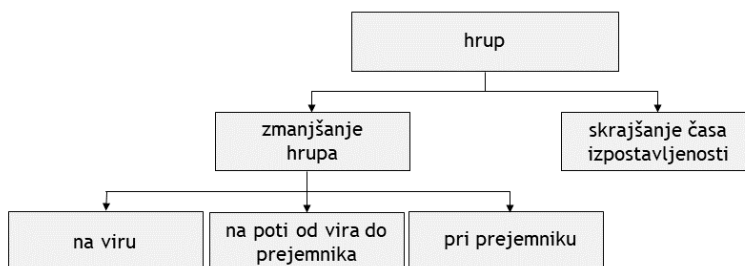 hrup
zmanjšanje
hrupa
skrajšanje časa
izpostavljenosti
na viru
na poti od vira do
prejemnika
pri prejemniku